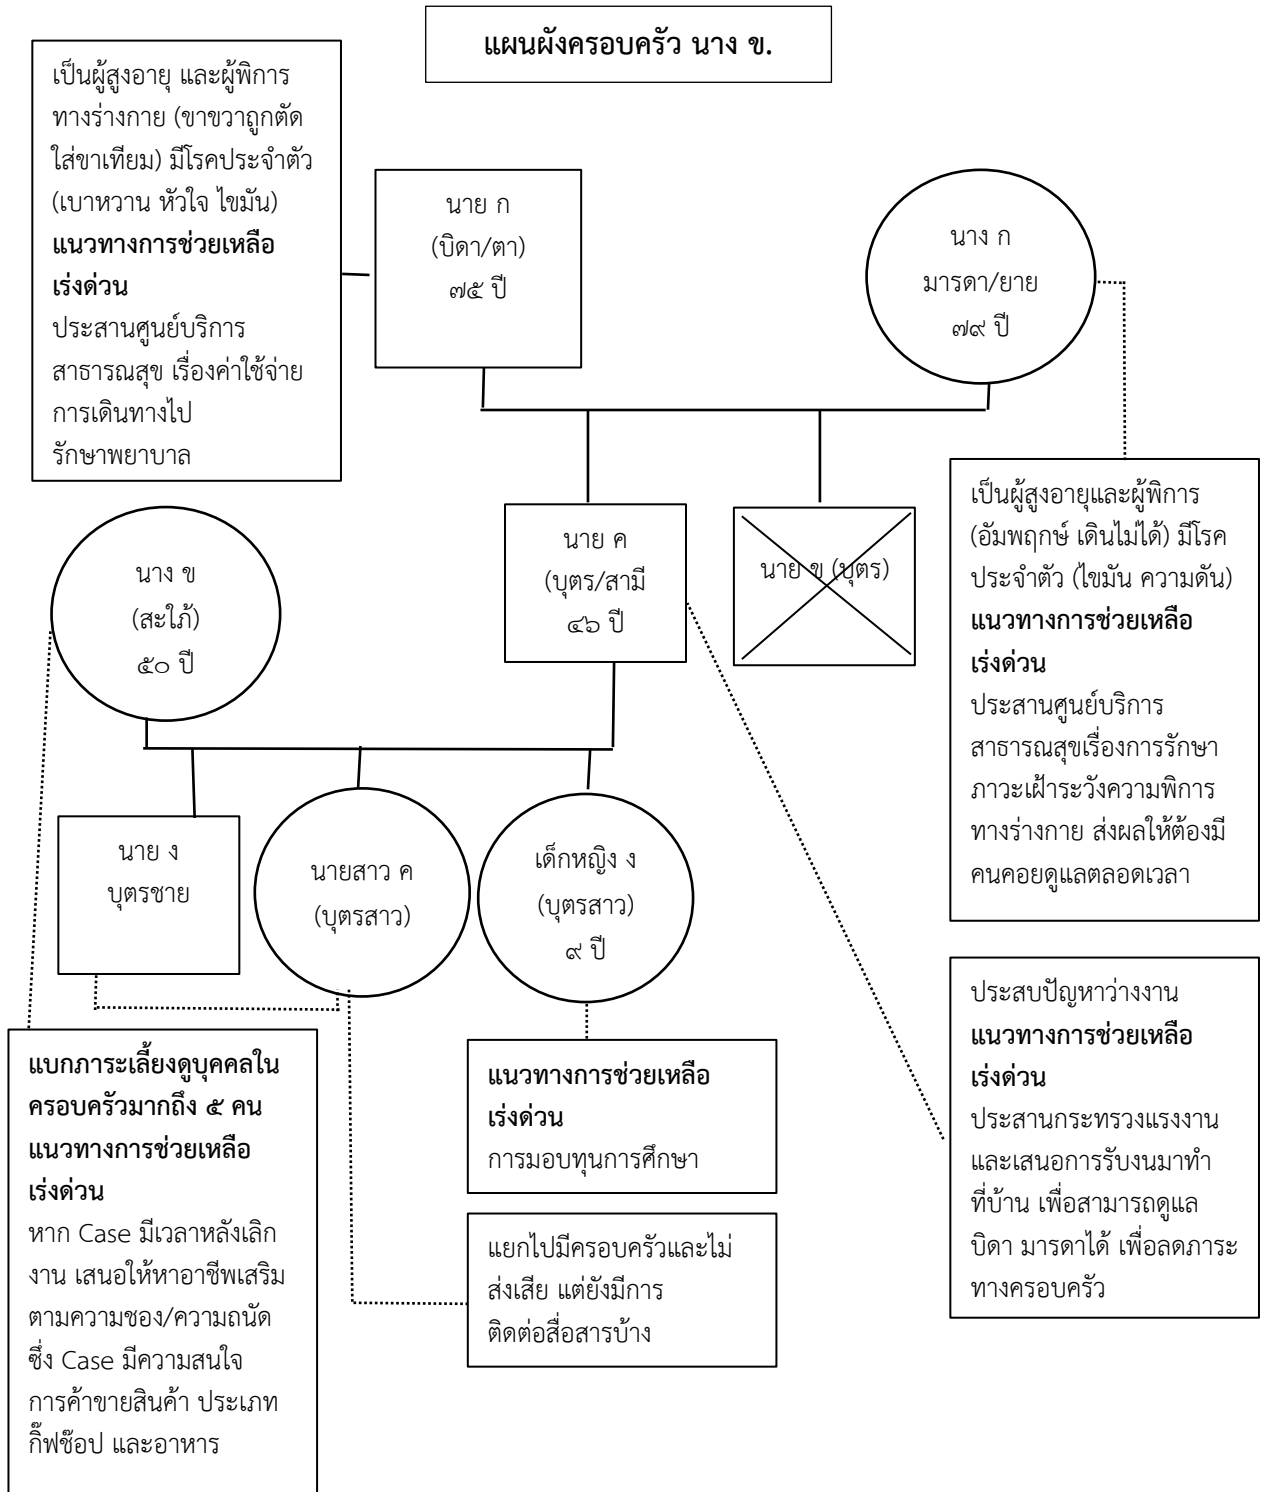 แผนผังครอบครัว นาง ข.
เป็นผู้สูงอายุ และผู้พิการ
ทางร่างกาย (ขาขวาถูกตัด
ใส่ขาเทียม) มีโรคประจำตัว
(เบาหวาน หัวใจ ไขมัน)
แนวทางการช่วยเหลือ
เร่งด่วน
ประสานศูนย์บริการ
สาธารณสุข เรื่องค่าใช้จ่าย
การเดินทางไป
รักษาพยาบาล
นาย ก
(บิดา/ตา)
๗๕ ปี
นาง ก
มารดา/ยาย
๗๙ ปี
นาง ข
(สะใภ้)
๕๐ ปี
นาย ค
(บุตร/สามี
๔๖ ปี
นาย ข (บุตร)
เป็นผู้สูงอายุและผู้พิการ
(อัมพฤกษ์ เดินไม่ได้) มีโรค
ประจำตัว (ไขมัน ความดัน)
แนวทางการช่วยเหลือ
เร่งด่วน
ประสานศูนย์บริการ
สาธารณสุขเรื่องการรักษา
ภาวะเฝ้าระวังความพิการ
ทางร่างกาย ส่งผลให้ต้องมี
คนคอยดูแลตลอดเวลา
นาย ง
บุตรชาย
นายสาว ค
(บุตรสาว)
เด็กหญิง ง
(บุตรสาว)
๙ ปี
แบกภาระเลี้ยงดูบุคคลใน
ครอบครัวมากถึง ๕ คน
แนวทางการช่วยเหลือ
เร่งด่วน
หาก Case มีเวลาหลังเลิก
งาน เสนอให้หาอาชีพเสริม
ตามความชอง/ความถนัด
ซึ่ง Case มีความสนใจ
การค้าขายสินค้า ประเภท
กิ๊ฟช๊อป และอาหาร
แนวทางการช่วยเหลือ
เร่งด่วน
การมอบทุนการศึกษา
แยกไปมีครอบครัวและไม่
ส่งเสีย แต่ยังมีการ
ติดต่อสื่อสารบ้าง
ประสบปัญหาว่างงาน
แนวทางการช่วยเหลือ
เร่งด่วน
ประสานกระทรวงแรงงาน
และเสนอการรับงนมาทำ
ที่บ้าน เพื่อสามารถดูแล
บิดา มารดาได้ เพื่อลดภาระ
ทางครอบครัว